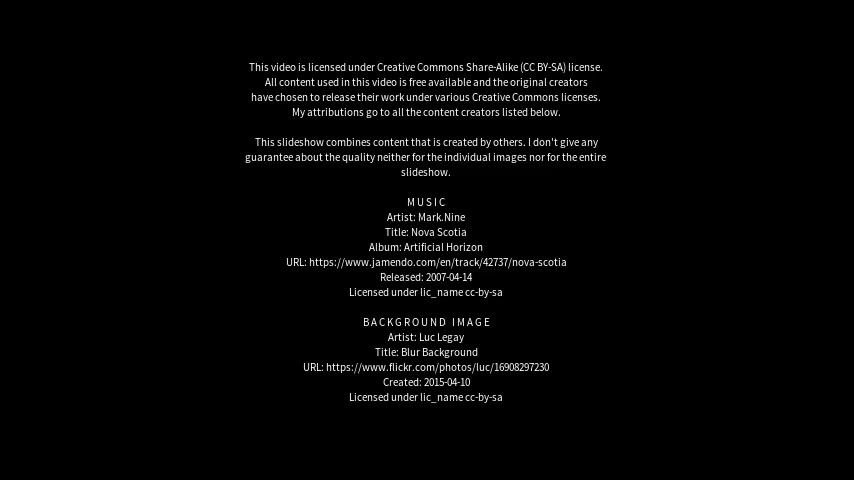 This video is licensed under Creative Commons Share-Alike (CC BY-SA) license.
All content used in this video is free available and the original creators
have chosen to release their work under various Creative Commons licenses.
My attributions go to all the content creators listed below.
This slideshow combines content that is created by others. I don't give any
guarantee about the quality neither for the individual images nor for the entire
slideshow.
MUSIC
Artist: Mark.Nine
Title: Nova Scotia
Album: Artificial Horizon
URL: https://www.jamendo.com/en/track/42737/nova-scotia
Released: 2007-04-14
Licensed under lic_name cc-by-sa
BACKGROUND IMAGE
Artist: Luc Legay
Title: Blur Background
URL: https://www.flickr.com/photos/luc/16908297230
Created: 2015-04-10
Licensed under lic_name cc-by-sa